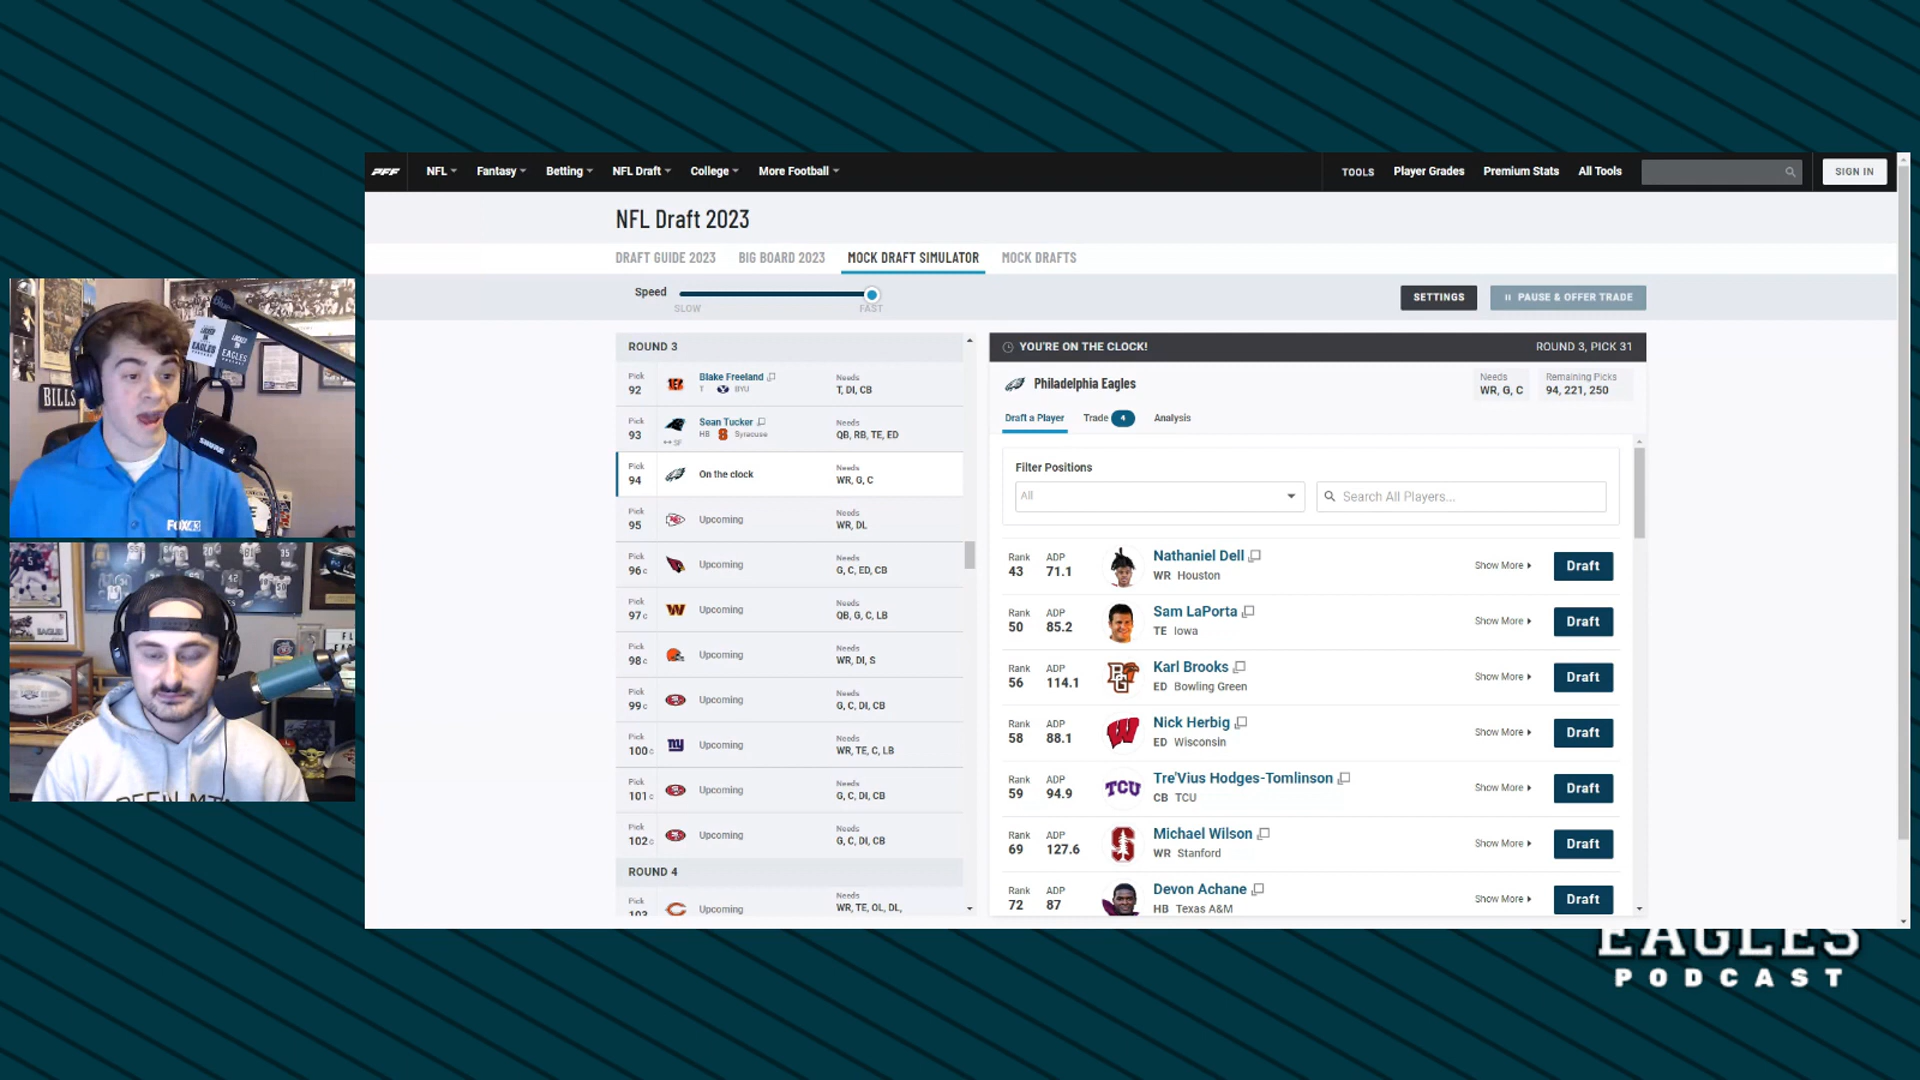 PFF
NFL
Fantasy
Betting
NFL Draft
College
More Football
TOOLS
Player Grades
Premium Stats
All Tools
SIGN IN
NFL Draft 2023
DRAFT GUIDE 2023
BIG BOARD 2023
MOCK DRAFT SIMULATOR
MOCK DRAFTS
Speed
SLOW
FAST
SETTINGS
PAUSE & OFFER TRADE
ROUND 3
Pick
92
Blake Freeland
T BYU
Needs
T, DI, CB
Pick
93
SF
Sean Tucker
HB Syracuse
Needs
QB, RB, TE, ED
Pick
94
On the clock
Needs
WR, G, C
Pick
95
Upcoming
Needs
WR, DL
Pick
96 c
Upcoming
Needs
G, C, ED, CB
Pick
97 c
Upcoming
Needs
QB, G, C, LB
Pick
98 c
Upcoming
Needs
WR, DI, S
Pick
99 c
Upcoming
Needs
G, C, DI, CB
Pick
100 c
Upcoming
Needs
WR, TE, C, LB
Pick
101 c
Upcoming
Needs
G, C, DI, CB
Pick
102 c
Upcoming
Needs
G, C, DI, CB
ROUND 4
Pick
103
Upcoming
Needs
WR, TE, OL, DL,
YOU'RE ON THE CLOCK!
ROUND 3, PICK 31
Philadelphia Eagles
Needs
WR, G, C
Remaining Picks
94, 221, 250
Draft a Player
Trade 4
Analysis
Filter Positions
All
Search All Players...
Rank
43
ADP
71.1
Nathaniel Dell
WR Houston
Show More
Draft
Rank
50
ADP
85.2
Sam LaPorta
TE Iowa
Show More
Draft
Rank
56
ADP
114.1
Karl Brooks
ED Bowling Green
Show More
Draft
Rank
58
ADP
88.1
Nick Herbig
ED Wisconsin
Show More
Draft
Rank
59
ADP
94.9
TCU
Tre'Vius Hodges-Tomlinson
CB TCU
Show More
Draft
Rank
69
ADP
127.6
Michael Wilson
WR Stanford
Show More
Draft
Rank
72
ADP
87
Devon Achane
HB Texas A&M
Show More
Draft
BILLS
Blue
LOCKED
EAGLES
EAGLES
SHURE
FOX43
EAGLES
PODCAST